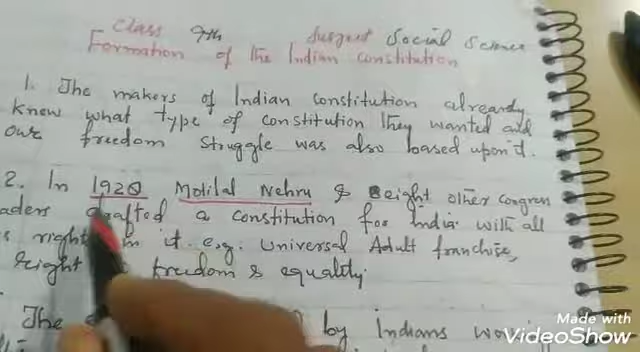 Class 9th Subject Social Science
Formation of the Indian constitution
1. The makers of Indian constitution already
knew what type of constitution they wanted and
our freedom struggle was also based upon it.
2. In 1920 Motilal Nehru & eight other congress
aders drafted a constitution for India with all
s right in it. e.g. Universal Adult franchise,
Right freedom & equality.
The by Indians
Made with
VideoShow